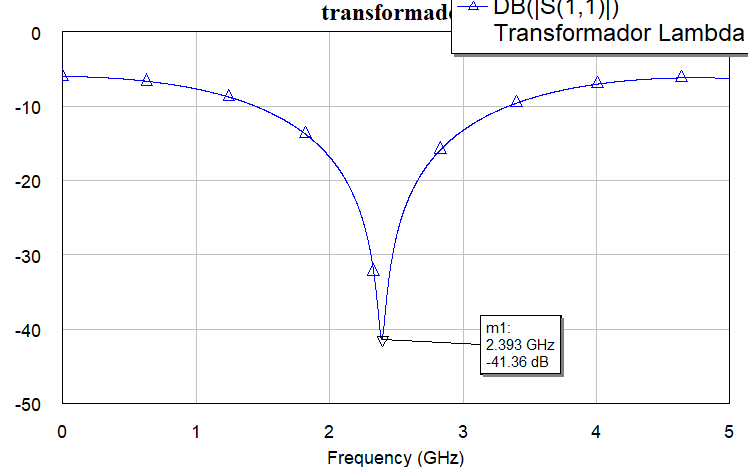 transformad
DB(|S(1,1)|)
Transformador Lambda
0
-10
-20
-30
-40
-50
m1:
2.393 GHz
-41.36 dB
0 1 2 3 4 5
Frequency (GHz)